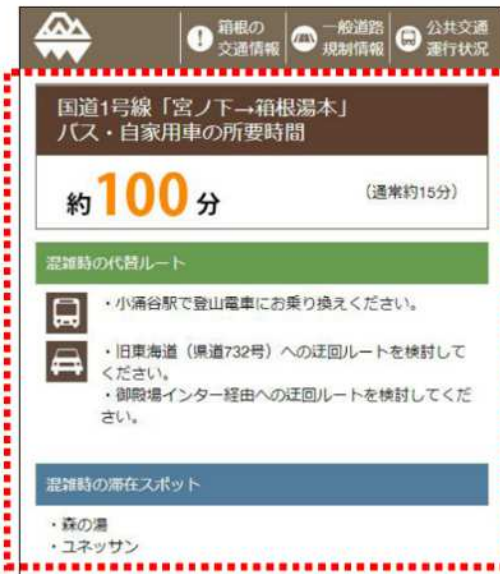 箱根の
交通情報
一般道路
規制情報
公共交通
運行状況
国道1号線「宮ノ下→箱根湯本」
バス・自家用車の所要時間
約100分
(通常約15分)
混雑時の代替ルート
・小涌谷駅で登山電車にお乗り換えください。
・旧東海道(県道732号)への迂回ルートを検討して
ください。
・御殿場インター経由への迂回ルートを検討してくだ
さい。
混雑時の滞在スポット
・森の湯
・ユネッサン